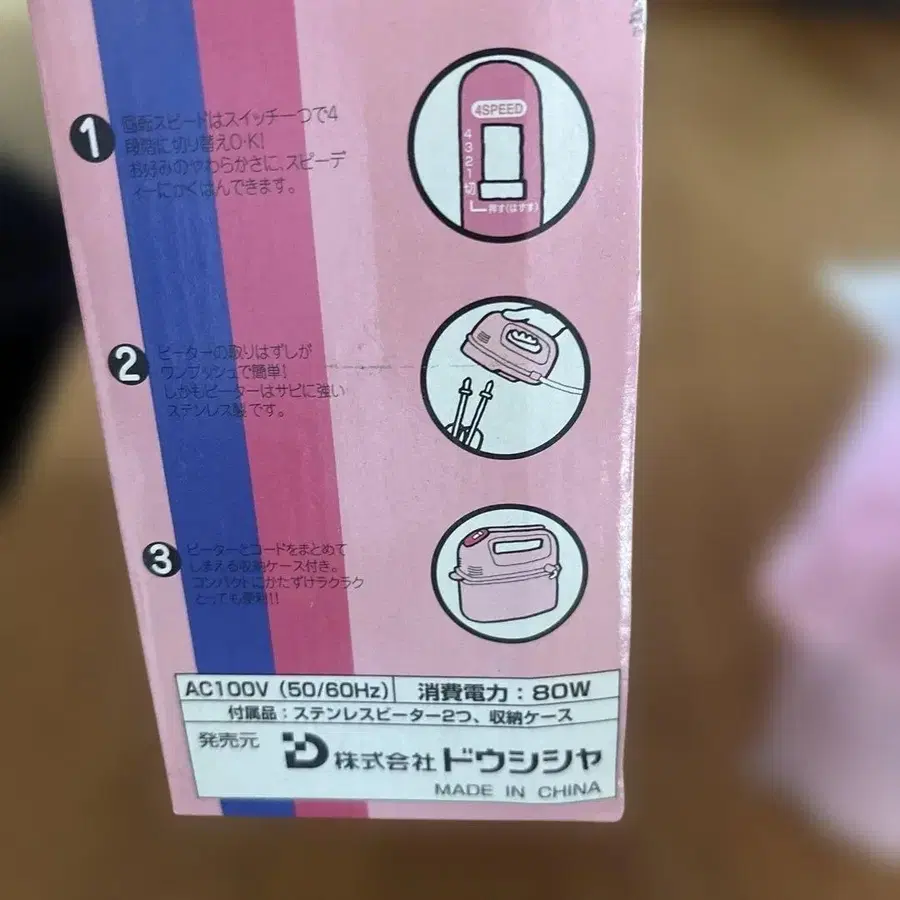 1 回転スピードはスイッチ一つで4
段階に切り替えO・K!
お好みのやわらかさに、スピーデ
ィーにかくはんできます。
4SPEED
4
3
2
1
切
押す(はずす)
2 ビーターの取りはずしが
ワンプッシュで簡単!
しかもビーターはサビに強い
ステンレス製です。
3 ビーターとコードをまとめて
しまえる収納ケース付き。
コンパクトにかたずけラクラク
とっても便利!!
AC100V (50/60Hz) 消費電力：80W
付属品：ステンレスビーター2つ、収納ケース
発売元 株式会社ドウシシャ
MADE IN CHINA